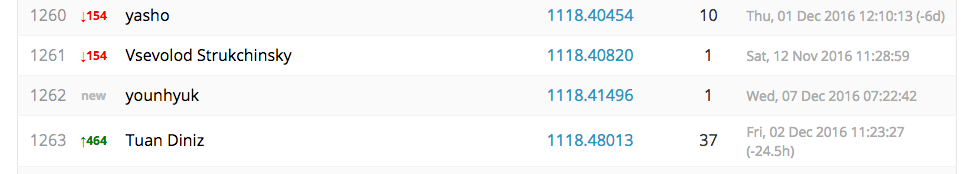 1260 ↓154 yasho 1118.40454 10 Thu, 01 Dec 2016 12:10:13 (-6d)
1261 ↓154 Vsevolod Strukchinsky 1118.40820 1 Sat, 12 Nov 2016 11:28:59
1262 new younhyuk 1118.41496 1 Wed, 07 Dec 2016 07:22:42
1263 ↑464 Tuan Diniz 1118.48013 37 Fri, 02 Dec 2016 11:23:27
(-24.5h)